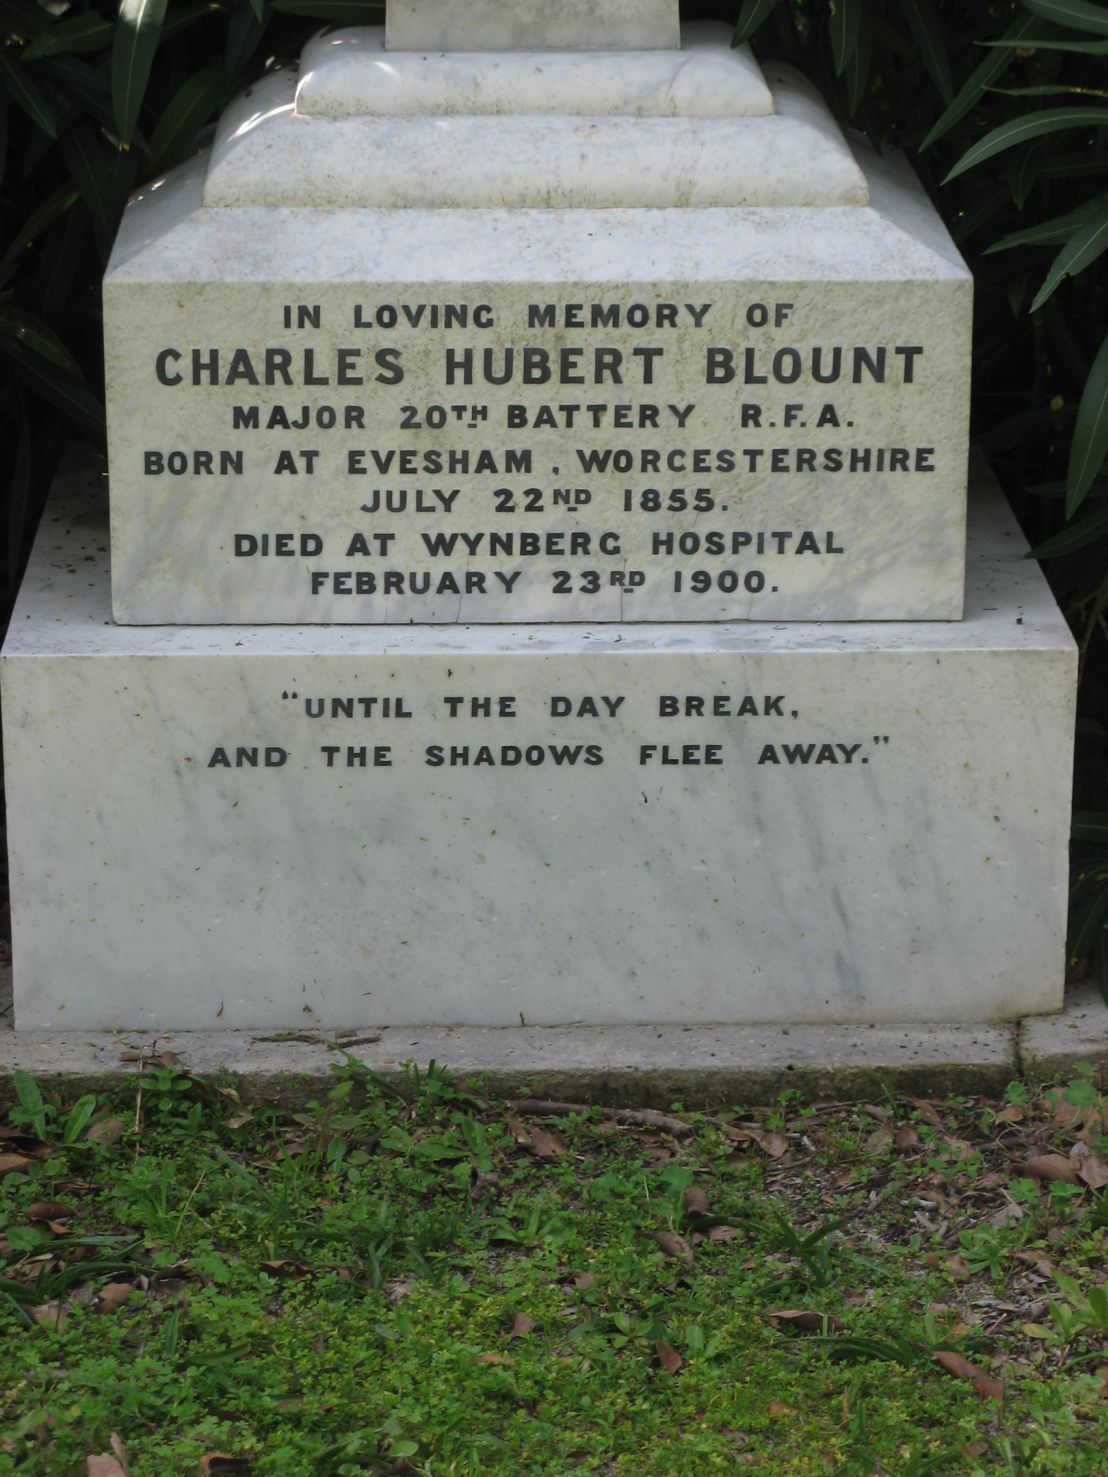 IN LOVING MEMORY OF
CHARLES HUBERT BLOUNT
MAJOR 20TH BATTERY R.F.A.
BORN AT EVESHAM, WORCESTERSHIRE
JULY 22ND 1855.
DIED AT WYNBERG HOSPITAL
FEBRUARY 23RD 1900.
"UNTIL THE DAY BREAK,
AND THE SHADOWS FLEE AWAY."